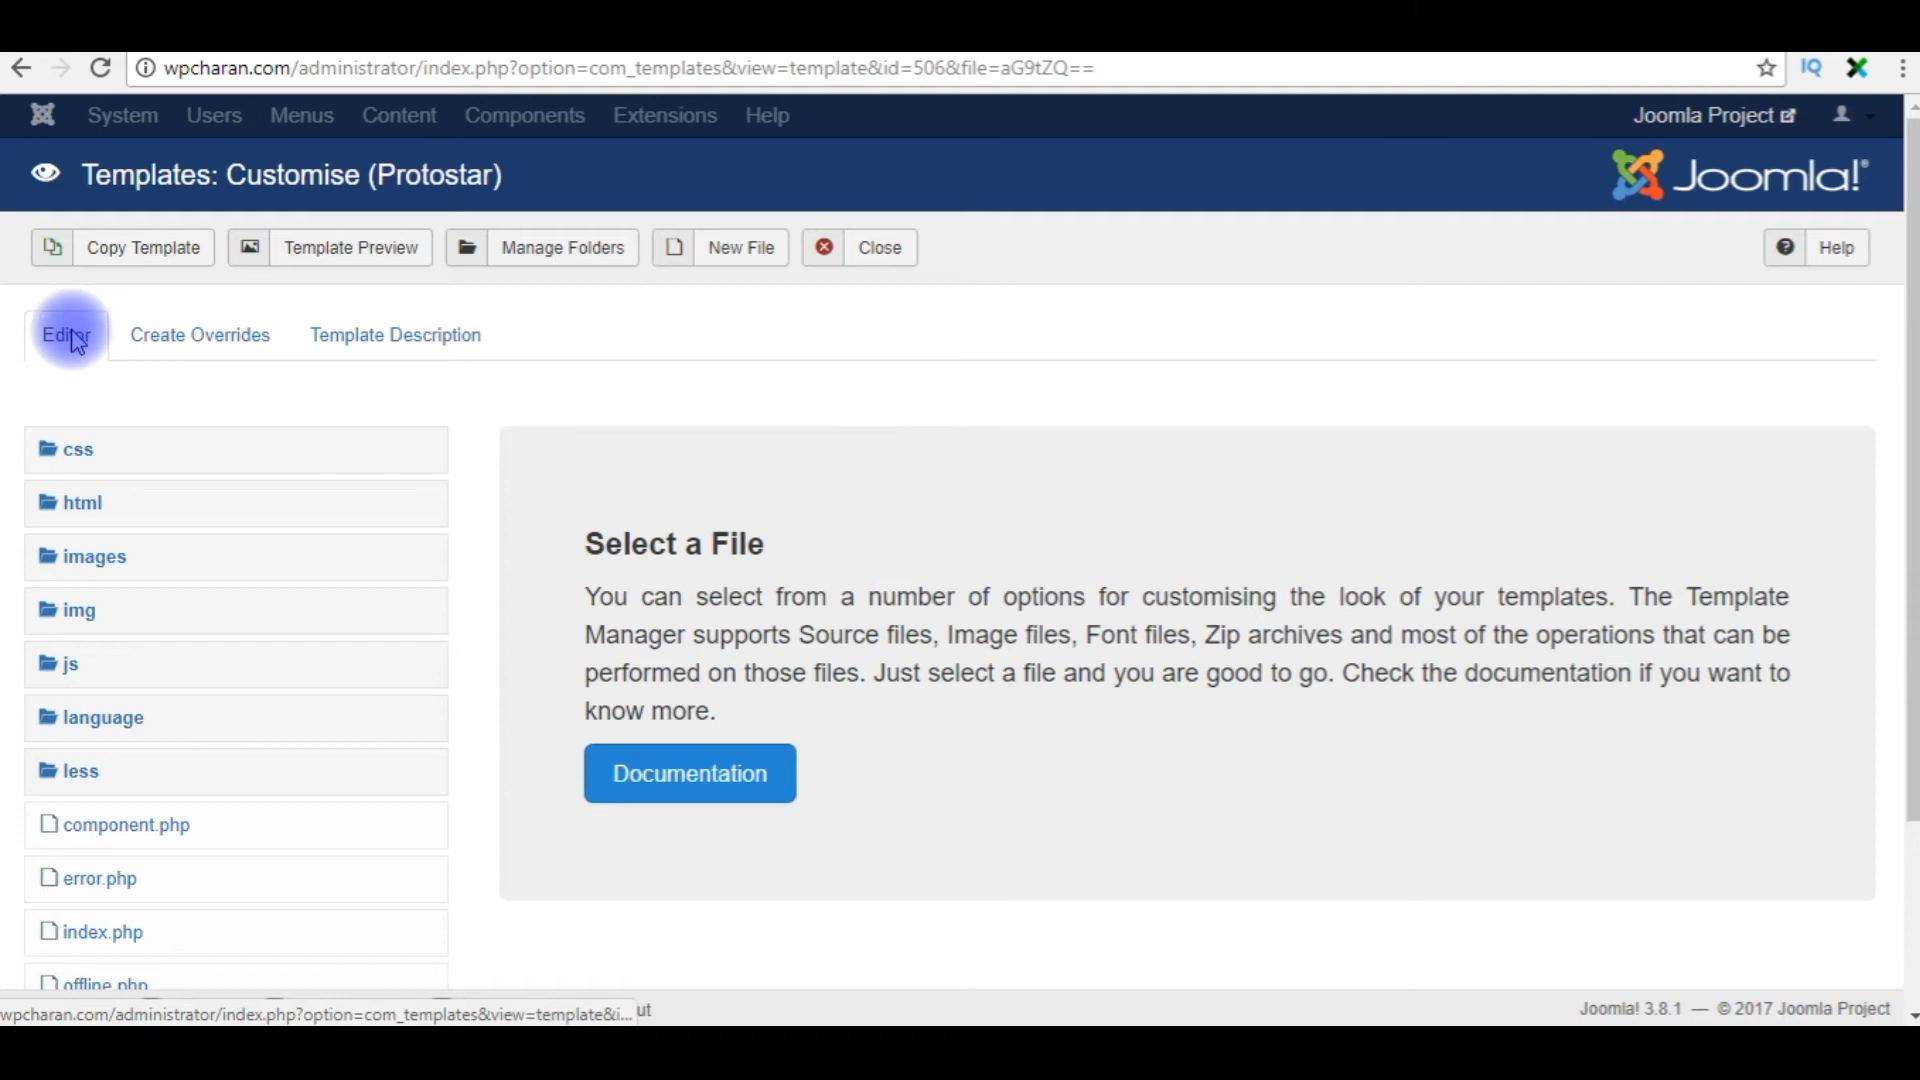 wpcharan.com/administrator/index.php?option=com_templates&view=template&id=506&file=aG9tZQ==
IQ
System Users Menus Content Components Extensions Help
Joomla Project
Templates: Customise (Protostar)
Joomla!®
Copy Template Template Preview Manage Folders New File Close Help
Editor Create Overrides Template Description
css
html
images
img
js
language
less
component.php
error.php
index.php
offline.php
Select a File
You can select from a number of options for customising the look of your templates. The Template
Manager supports Source files, Image files, Font files, Zip archives and most of the operations that can be
performed on those files. Just select a file and you are good to go. Check the documentation if you want to
know more.
Documentation
wpcharan.com/administrator/index.php?option=com_templates&view=template&i... ut
Joomla! 3.8.1 — © 2017 Joomla Project